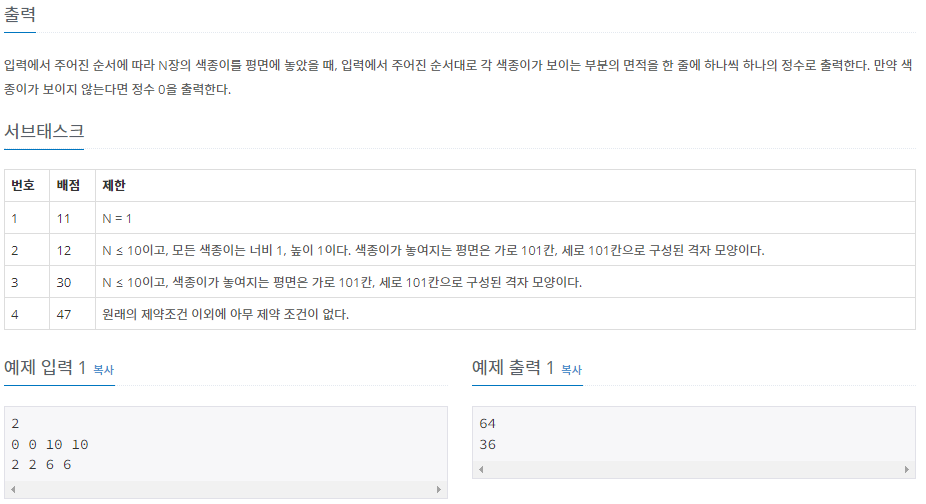 출력
입력에서 주어진 순서에 따라 N장의 색종이를 평면에 놓았을 때, 입력에서 주어진 순서대로 각 색종이가 보이는 부분의 면적을 한 줄에 하나씩 하나의 정수로 출력한다. 만약 색
종이가 보이지 않는다면 정수 0을 출력한다.
서브태스크
번호 배점 제한
1 11 N = 1
2 12 N ≤ 10이고, 모든 색종이는 너비 1, 높이 1이다. 색종이가 놓여지는 평면은 가로 101칸, 세로 101칸으로 구성된 격자 모양이다.
3 30 N ≤ 10이고, 색종이가 놓여지는 평면은 가로 101칸, 세로 101칸으로 구성된 격자 모양이다.
4 47 원래의 제약조건 이외에 아무 제약 조건이 없다.
예제 입력 1 복사
2
0 0 10 10
2 2 6 6
예제 출력 1 복사
64
36